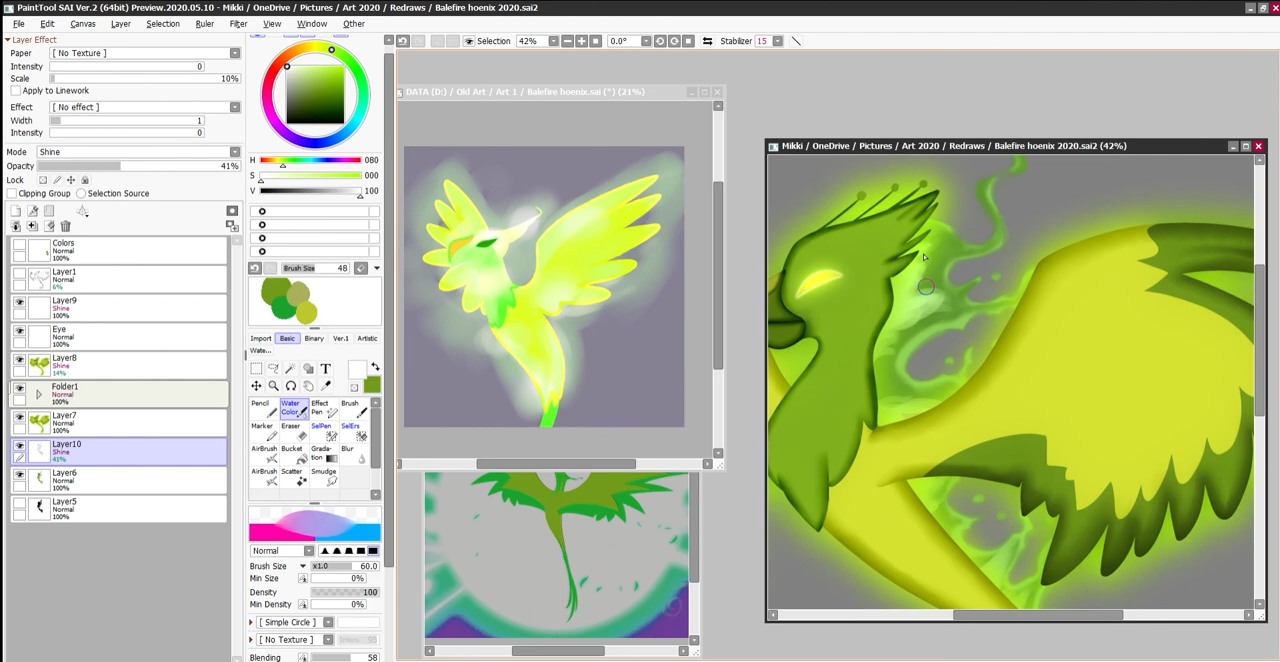 PaintTool SAI Ver.2 (64bit) Preview.2020.05.10 - Mikki / OneDrive / Pictures / Art 2020 / Redraws / Balefire hoenix 2020.sai2
File Edit Canvas Layer Selection Ruler Filter View Window Other
Selection 42% 0.0° Stabilizer 15
Layer Effect
Paper [ No Texture ]
Intensity 0
Scale 10%
Apply to Linework
Effect [ No effect ]
Width 1
Intensity 0
Mode Shine
Opacity 41%
Lock
Clipping Group Selection Source
Colors
Normal
100%
Layer1
Normal
6%
Layer9
Shine
100%
Eye
Normal
100%
Layer8
Shine
14%
Folder1
Normal
100%
Layer7
Normal
100%
Layer10
Shine
41%
Layer6
Normal
100%
Layer5
Normal
100%
H 080
S 000
V 100
Brush Size 48
Import Basic Binary Ver.1 Artistic
Wate...
T
Pencil Water Color Effect Pen Brush
Marker Eraser SelPen SelErs
AirBrush Bucket Gradation Blur
AirBrush Scatter Smudge
Normal
Brush Size x1.0 60.0
Min Size 0%
Density 100
Min Density 0%
[ Simple Circle ]
[ No Texture ]
Blending 58
DATA (D:) / Old Art / Art 1 / Balefire hoenix.sai (*) (21%)
Mikki / OneDrive / Pictures / Art 2020 / Redraws / Balefire hoenix 2020.sai2 (42%)